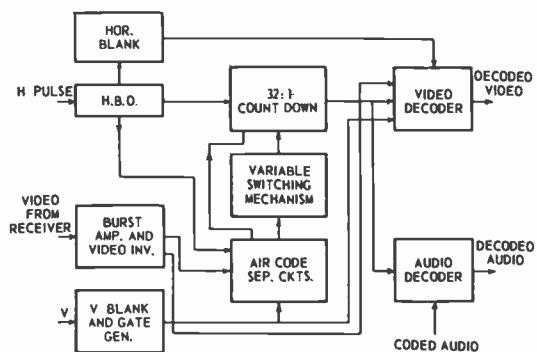 HOR.
BLANK
H PULSE
H.B.O.
32:1-
COUNT DOWN
VIDEO
DECODER
DECODED
VIDEO
VARIABLE
SWITCHING
MECHANISM
VIDEO
FROM
RECEIVER
BURST
AMP. AND
VIDEO INV.
AIR CODE
SEP. CKTS.
AUDIO
DECODER
DECODED
AUDIO
V
V BLANK
AND GATE
GEN.
CODED AUDIO